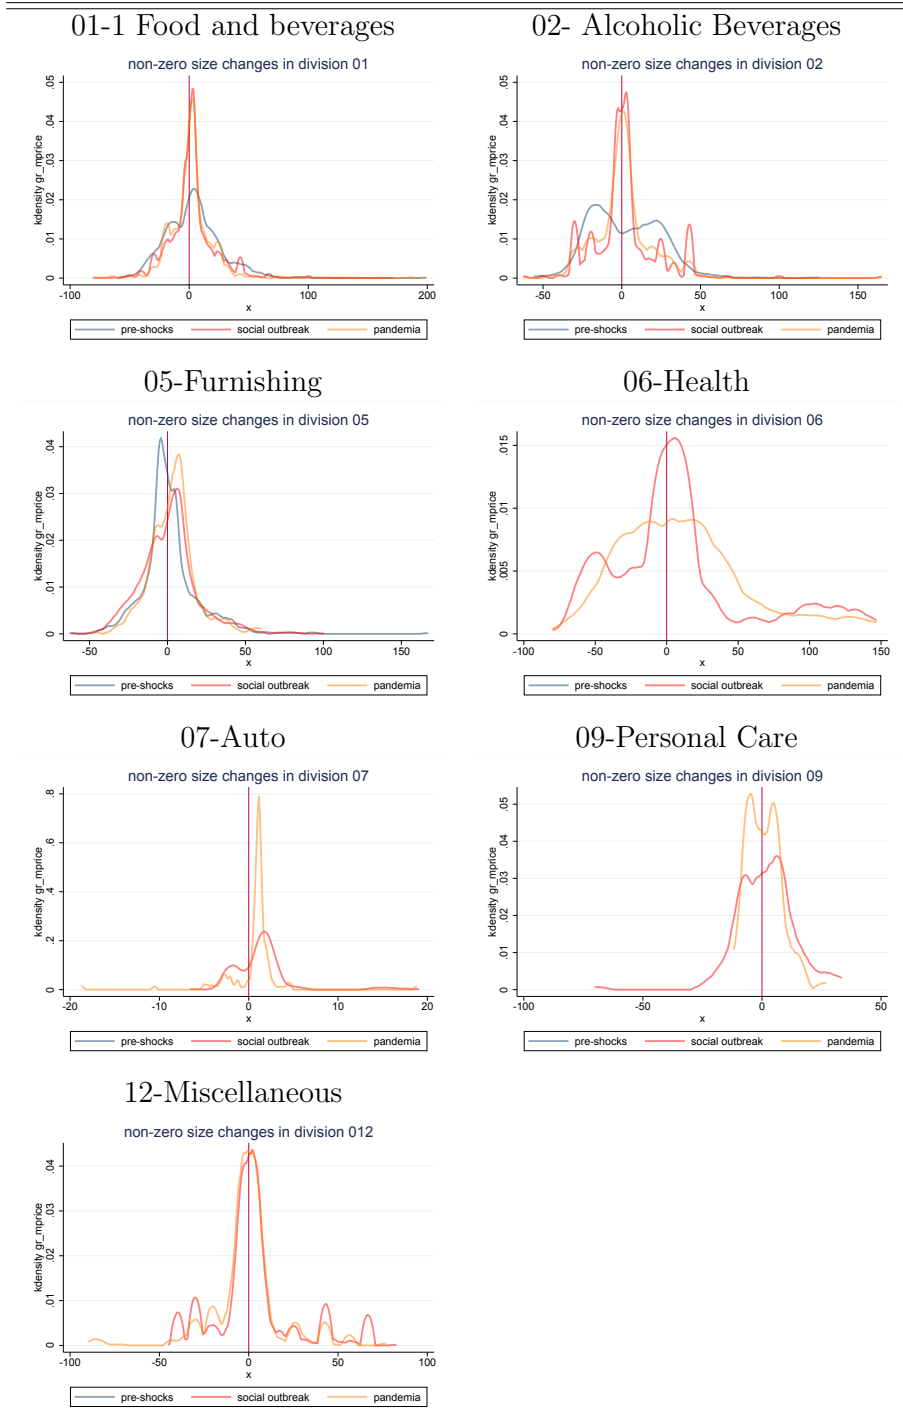 01-1 Food and beverages
02- Alcoholic Beverages
non-zero size changes in division 01
kdensity gr_mprice
0 .01 .02 .03 .04 .05
-100 0 100 200
x
pre-shocks social outbreak pandemia
non-zero size changes in division 02
kdensity gr_mprice
0 .01 .02 .03 .04 .05
-50 0 50 100 150
x
pre-shocks social outbreak pandemia
05-Furnishing
06-Health
non-zero size changes in division 05
kdensity gr_mprice
0 .01 .02 .03 .04
-50 0 50 100 150
x
pre-shocks social outbreak pandemia
non-zero size changes in division 06
kdensity gr_mprice
0 .005 .01 .015
-100 -50 0 50 100 150
x
pre-shocks social outbreak pandemia
07-Auto
09-Personal Care
non-zero size changes in division 07
kdensity gr_mprice
0 .2 .4 .6 .8
-20 -10 0 10 20
x
pre-shocks social outbreak pandemia
non-zero size changes in division 09
kdensity gr_mprice
0 .01 .02 .03 .04 .05
-100 -50 0 50
x
pre-shocks social outbreak pandemia
12-Miscellaneous
non-zero size changes in division 012
kdensity gr_mprice
0 .01 .02 .03 .04
-100 -50 0 50 100
x
pre-shocks social outbreak pandemia